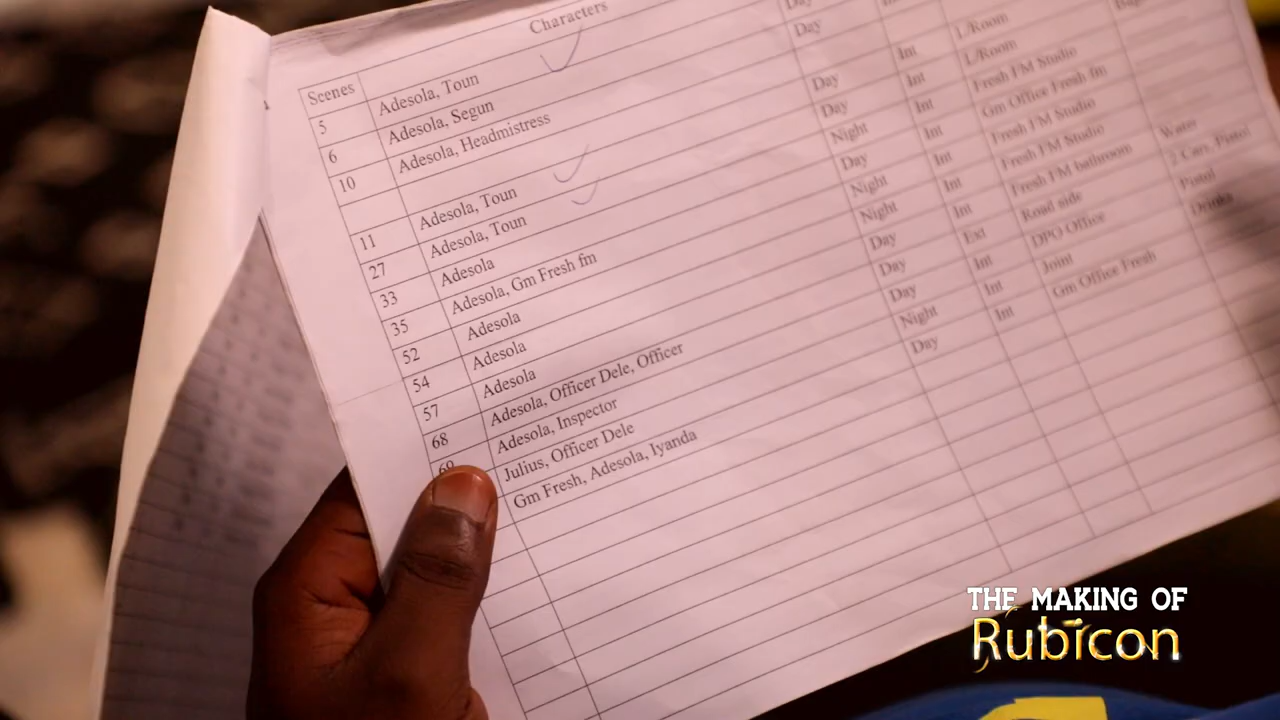 Scenes Characters
5 Adesola, Toun
6 Adesola, Segun Day
10 Adesola, Headmistress Day
11 Adesola, Toun Day Int L/Room
27 Adesola, Toun Day Int L/Room
33 Adesola Night Int Fresh FM Studio
35 Adesola, Gm Fresh fm Day Int Gm Office Fresh fm
52 Adesola Night Int Fresh FM Studio
54 Adesola Night Int Fresh FM Studio
57 Adesola Day Int Fresh FM bathroom Water
68 Adesola, Officer Dele, Officer Day Ext Road side 2 Cars, Pistol
69 Adesola, Inspector Day Int DPO Office Pistol
Julius, Officer Dele Night Int Joint Drinks
Gm Fresh, Adesola, Iyanda Day Int Gm Office Fresh
THE MAKING OF
Rubicon